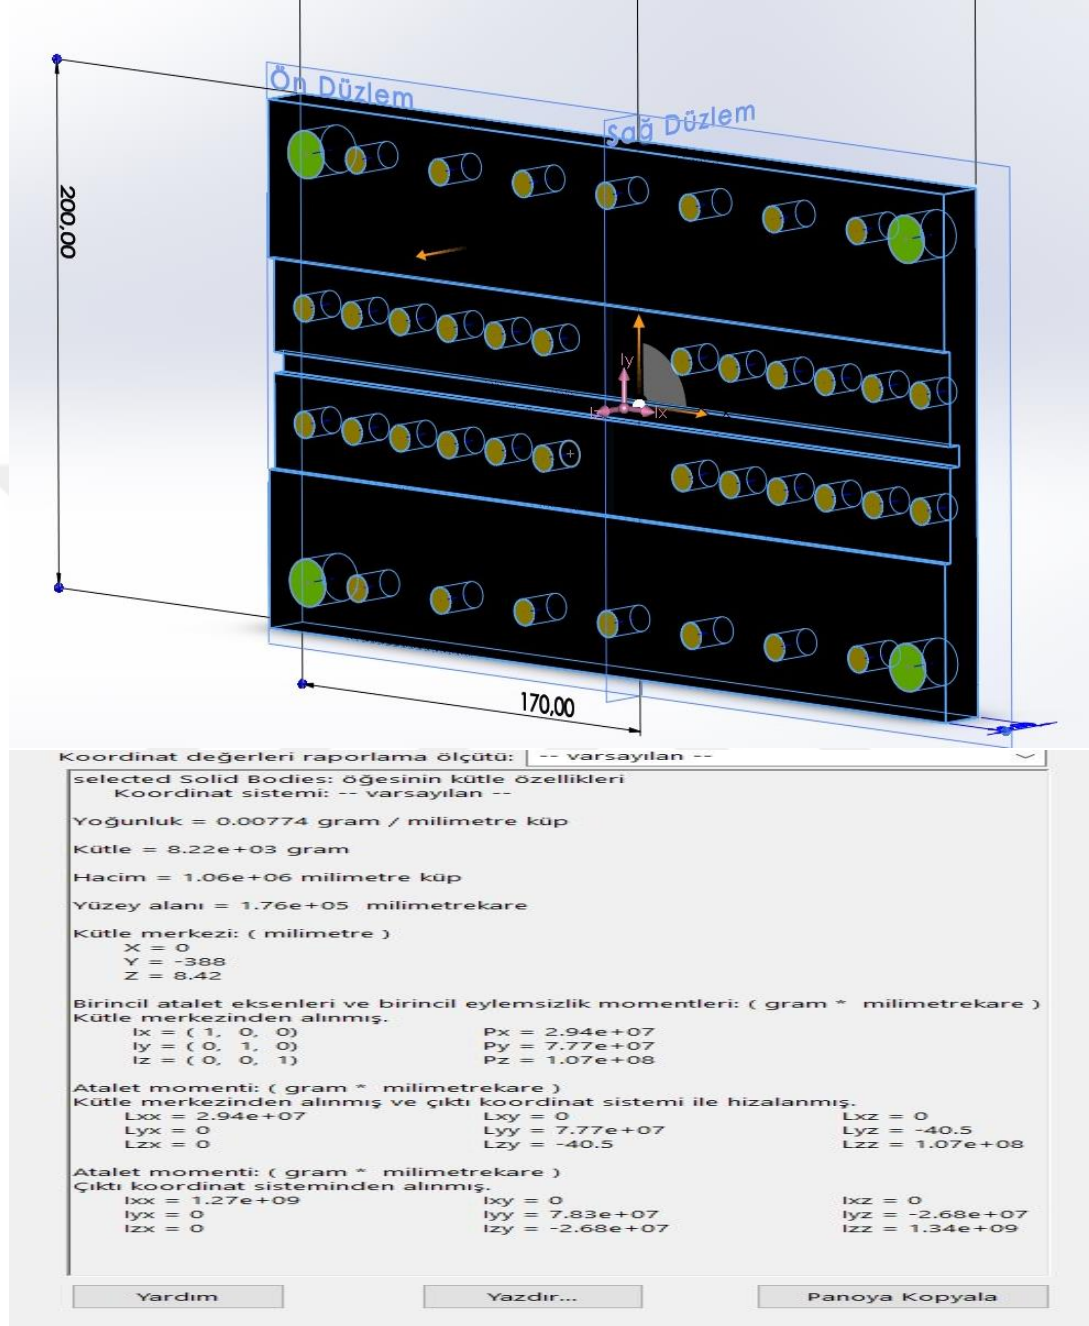 Ön Düzlem
Sağ Düzlem
200,00
Iy
Ix
170,00
Koordinat değerleri raporlama ölçütü: -- varsayılan --
selected Solid Bodies: öğesinin kütle özellikleri
Koordinat sistemi: -- varsayılan --
Yoğunluk = 0.00774 gram / milimetre küp
Kütle = 8.22e+03 gram
Hacim = 1.06e+06 milimetre küp
Yüzey alanı = 1.76e+05 milimetrekare
Kütle merkezi: ( milimetre )
X = 0
Y = -388
Z = 8.42
Birincil atalet eksenleri ve birincil eylemsizlik momentleri: ( gram * milimetrekare )
Kütle merkezinden alınmış.
Ix = ( 1, 0, 0) Px = 2.94e+07
Iy = ( 0, 1, 0) Py = 7.77e+07
Iz = ( 0, 0, 1) Pz = 1.07e+08
Atalet momenti: ( gram * milimetrekare )
Kütle merkezinden alınmış ve çıktı koordinat sistemi ile hizalanmış.
Lxx = 2.94e+07 Lxy = 0 Lxz = 0
Lyx = 0 Lyy = 7.77e+07 Lyz = -40.5
Lzx = 0 Lzy = -40.5 Lzz = 1.07e+08
Atalet momenti: ( gram * milimetrekare )
Çıktı koordinat sisteminden alınmış.
Ixx = 1.27e+09 Ixy = 0 Ixz = 0
Iyx = 0 Iyy = 7.83e+07 Iyz = -2.68e+07
Izx = 0 Izy = -2.68e+07 Izz = 1.34e+09
Yardım Yazdır... Panoya Kopyala